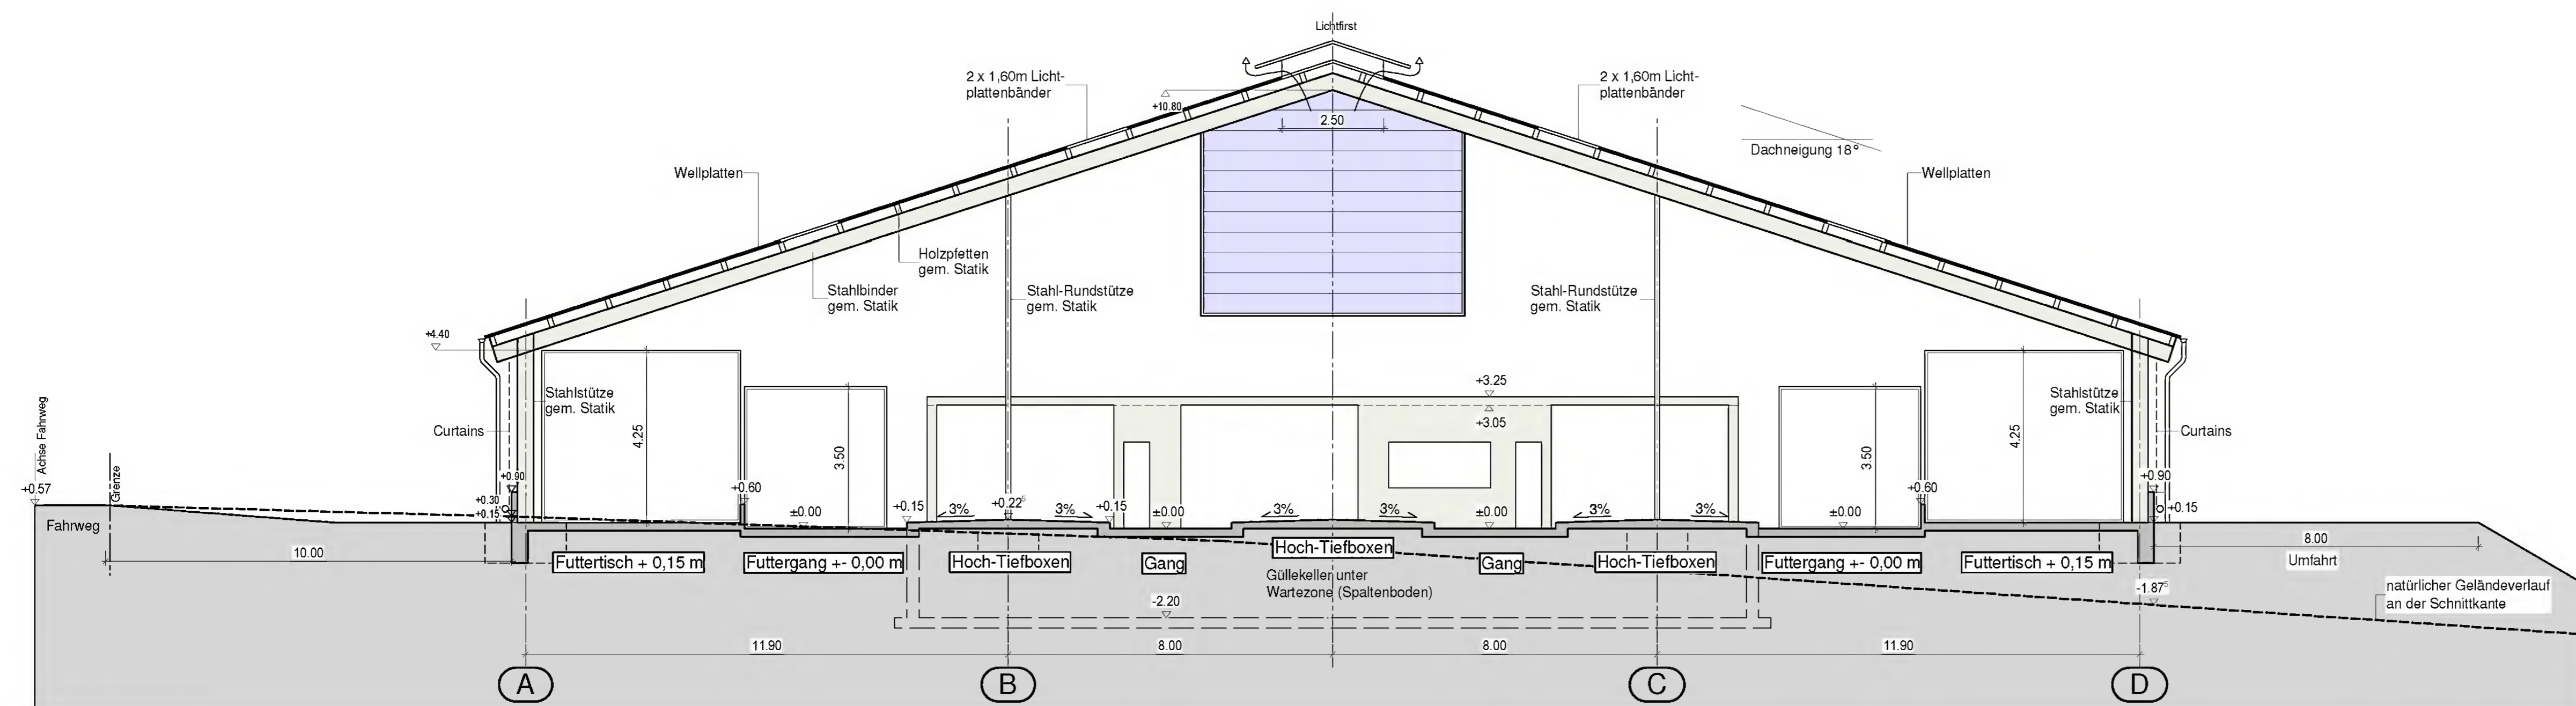 Lichtfirst
2 x 1,60m Licht-
plattenbänder
+10.80
2.50
2 x 1,60m Licht-
plattenbänder
Dachneigung 18°
Wellplatten
Wellplatten
Holzpfetten
gem. Statik
Stahlbinder
gem. Statik
Stahl-Rundstütze
gem. Statik
Stahl-Rundstütze
gem. Statik
+4.40
Stahlstütze
gem. Statik
4.25
3.50
+3.25
+3.05
3.50
4.25
Stahlstütze
gem. Statik
Curtains
Curtains
Achse Fahrweg
Grenze
+0.57
+0.90
+0.30
+0.15
+0.60
±0.00
+0.15
3%
+0.22⁵
3%
+0.15
±0.00
3%
3%
±0.00
3%
3%
±0.00
+0.60
+0.90
+0.15
Fahrweg
10.00
Futtertisch + 0,15 m
Futtergang +- 0,00 m
Hoch-Tiefboxen
Gang
Hoch-Tiefboxen
Gang
Hoch-Tiefboxen
Futtergang +- 0,00 m
Futtertisch + 0,15 m
8.00
Umfahrt
Güllekeller unter
Wartezone (Spaltenboden)
-2.20
-1.87⁵
natürlicher Geländeverlauf
an der Schnittkante
11.90
8.00
8.00
11.90
A
B
C
D